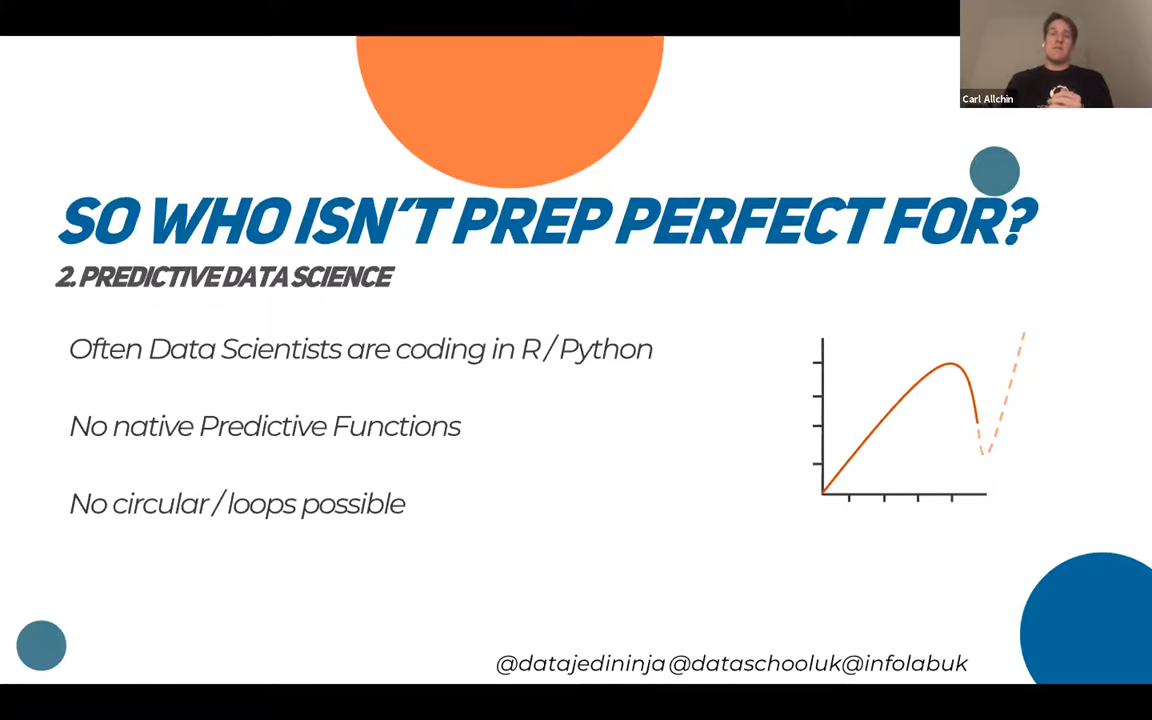 Carl Allchin
SO WHO ISN'T PREP PERFECT FOR?
2. PREDICTIVE DATA SCIENCE
Often Data Scientists are coding in R / Python
No native Predictive Functions
No circular / loops possible
@datajedininja @dataschooluk@infolabuk